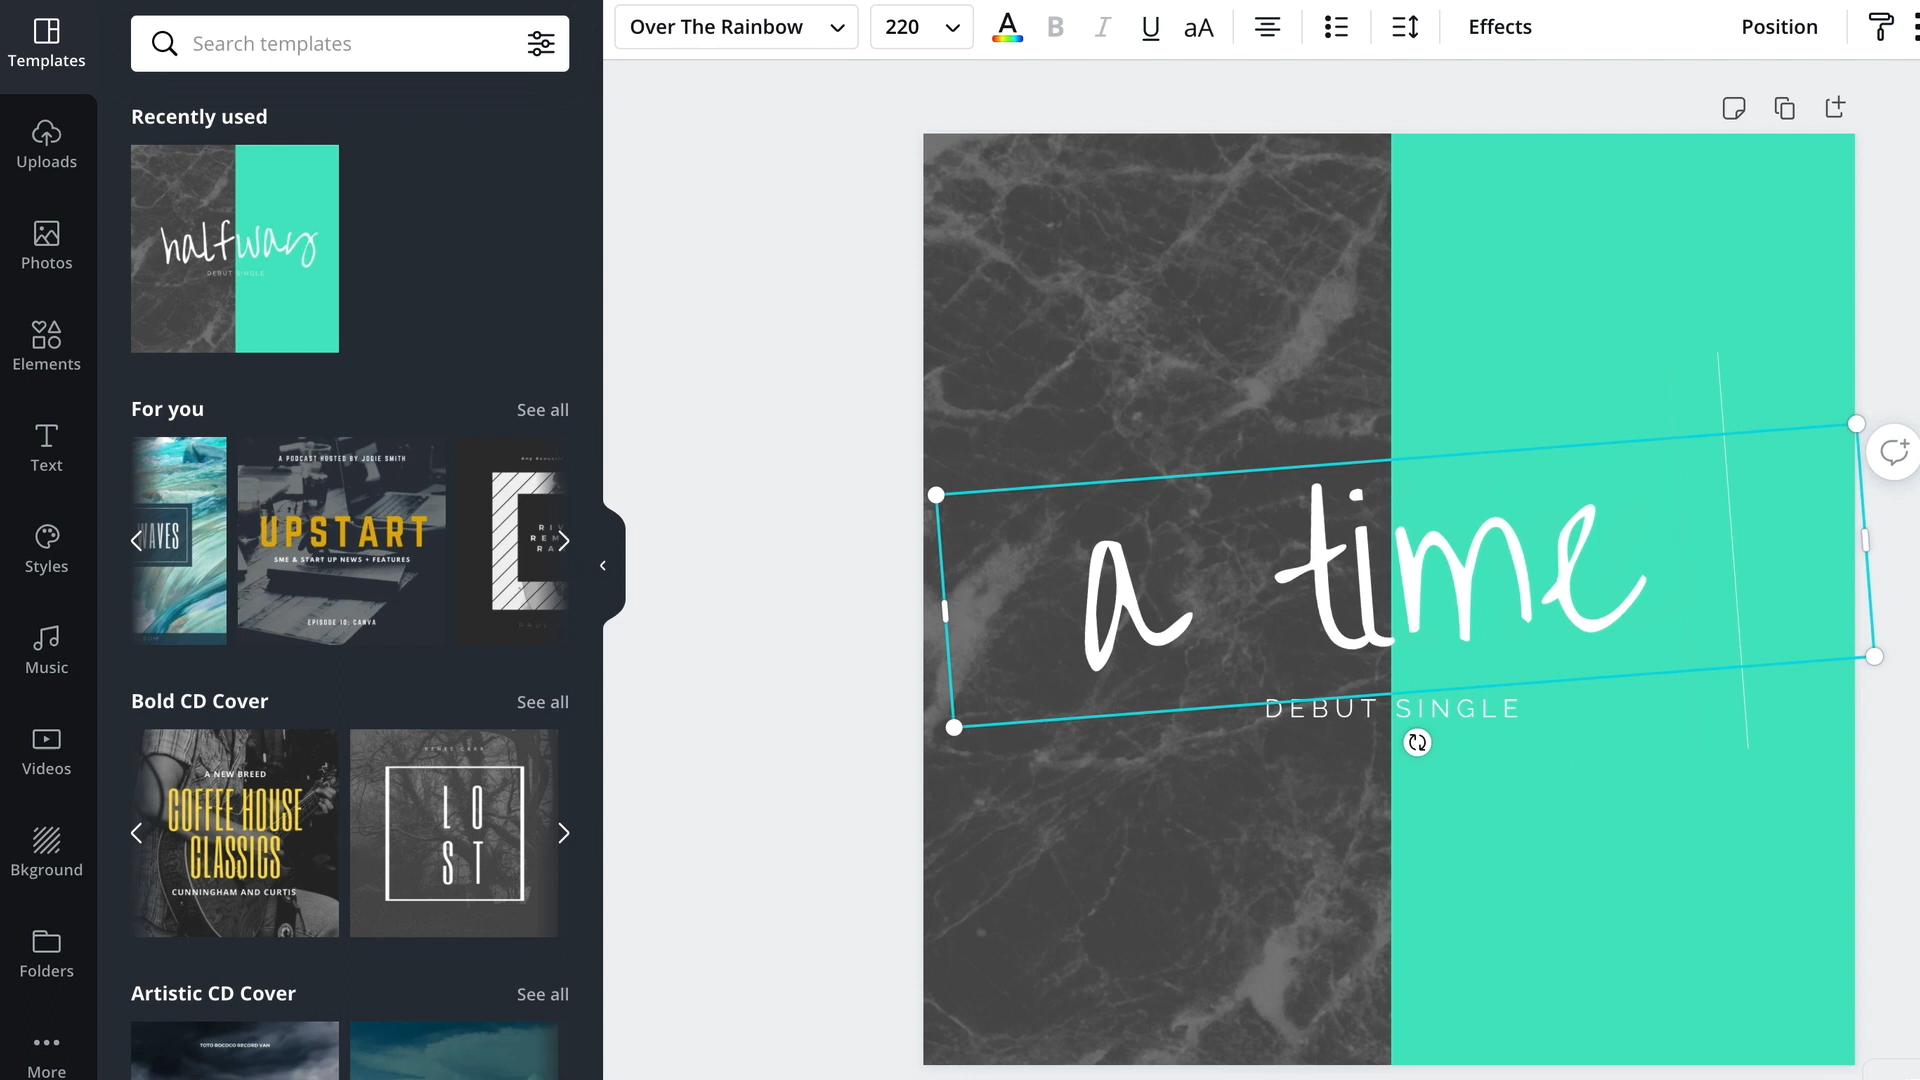 Templates
Uploads
Photos
Elements
Text
Styles
Music
Videos
Bkground
Folders
More
Search templates
Recently used
halfway
DEBUT SINGLE
For you
See all
WAVES
A PODCAST HOSTED BY JODIE SMITH
UPSTART
SME & START UP NEWS + FEATURES
EPISODE 10: CANVA
Bold CD Cover
See all
A NEW BREED
COFFEE HOUSE
CLASSICS
CUNNINGHAM AND CURTIS
LO
ST
Artistic CD Cover
See all
Over The Rainbow
220
A B I U aA
Effects
Position
a time
DEBUT SINGLE